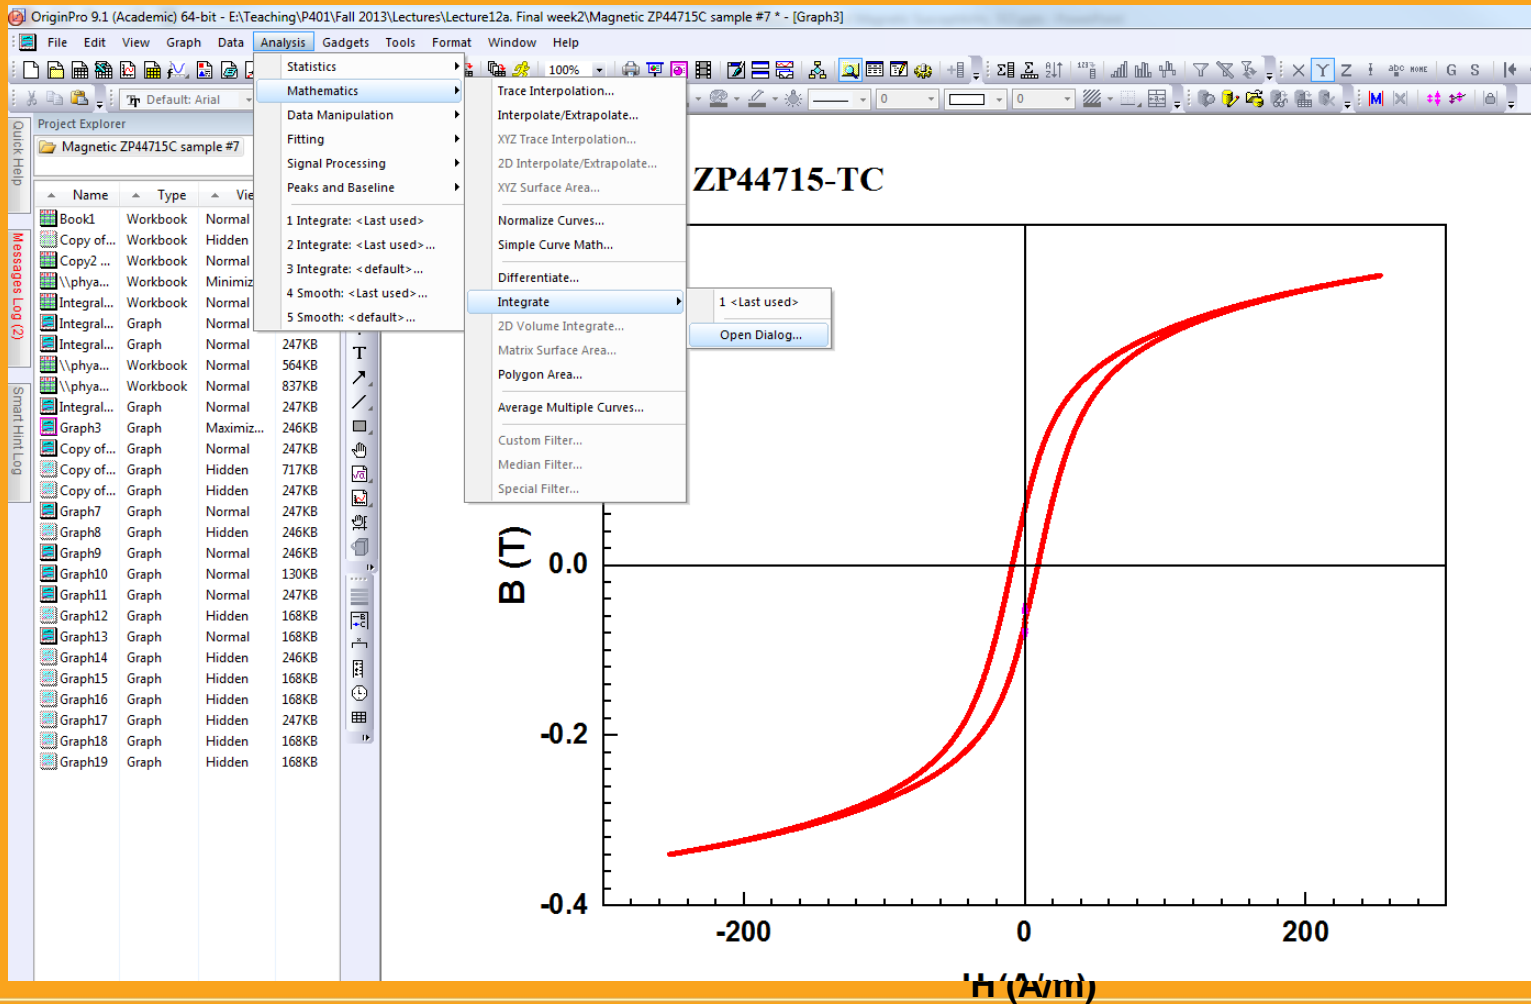 OriginPro 9.1 (Academic) 64-bit - E:\Teaching\P401\Fall 2013\Lectures\Lecture12a. Final week2\Magnetic ZP44715C sample #7 * - [Graph3]
File Edit View Graph Data Analysis Gadgets Tools Format Window Help
100%
X Y Z G S
Default: Arial 0 0
Quick Help
Messages Log (2)
Smart Hint Log
Project Explorer
Magnetic ZP44715C sample #7
Name Type Vie
Book1 Workbook Normal
Copy of... Workbook Hidden
Copy2 ... Workbook Normal
\\phya... Workbook Minimiz
Integral... Workbook Normal
Integral... Graph Normal
Integral... Graph Normal 247KB
\\phya... Workbook Normal 564KB
\\phya... Workbook Normal 837KB
Integral... Graph Normal 247KB
Graph3 Graph Maximiz... 246KB
Copy of... Graph Normal 247KB
Copy of... Graph Hidden 717KB
Copy of... Graph Hidden 247KB
Graph7 Graph Normal 247KB
Graph8 Graph Hidden 246KB
Graph9 Graph Normal 246KB
Graph10 Graph Normal 130KB
Graph11 Graph Normal 247KB
Graph12 Graph Hidden 168KB
Graph13 Graph Normal 168KB
Graph14 Graph Hidden 246KB
Graph15 Graph Hidden 168KB
Graph16 Graph Hidden 168KB
Graph17 Graph Hidden 247KB
Graph18 Graph Hidden 168KB
Graph19 Graph Hidden 168KB
Statistics
Mathematics
Data Manipulation
Fitting
Signal Processing
Peaks and Baseline
1 Integrate: <Last used>
2 Integrate: <Last used>...
3 Integrate: <default>...
4 Smooth: <Last used>...
5 Smooth: <default>...
Trace Interpolation...
Interpolate/Extrapolate...
XYZ Trace Interpolation...
2D Interpolate/Extrapolate...
XYZ Surface Area...
Normalize Curves...
Simple Curve Math...
Differentiate...
Integrate
2D Volume Integrate...
Matrix Surface Area...
Polygon Area...
Average Multiple Curves...
Custom Filter...
Median Filter...
Special Filter...
1 <Last used>
Open Dialog...
T
ZP44715-TC
B (T)
0.0
-0.2
-0.4
-200 0 200
H (A/m)